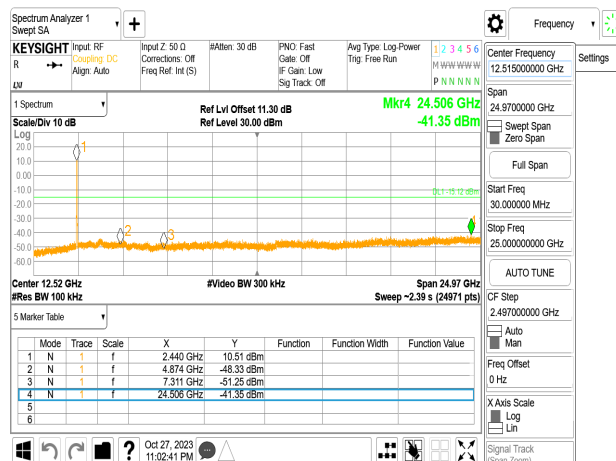 Spectrum Analyzer 1
Swept SA
Frequency
Settings
KEYSIGHT
R
LXI
Input: RF
Coupling: DC
Align: Auto
Input Z: 50 Ω
Corrections: Off
Freq Ref: Int (S)
#Atten: 30 dB
PNO: Fast
Gate: Off
IF Gain: Low
Sig Track: Off
Avg Type: Log-Power
Trig: Free Run
1 2 3 4 5 6
M W W W W W
P N N N N N
1 Spectrum
Scale/Div 10 dB
Log
Ref Lvl Offset 11.30 dB
Ref Level 30.00 dBm
Mkr4 24.506 GHz
-41.35 dBm
20.0
10.0
0.00
-10.0
-20.0
-30.0
-40.0
-50.0
-60.0
1
2
3
Center 12.52 GHz
#Res BW 100 kHz
#Video BW 300 kHz
Span 24.97 GHz
Sweep ~2.39 s (24971 pts)
5 Marker Table
Mode Trace Scale X Y Function Function Width Function Value
1 N 1 f 2.440 GHz 10.51 dBm
2 N 1 f 4.874 GHz -48.33 dBm
3 N 1 f 7.311 GHz -51.25 dBm
4 N 1 f 24.506 GHz -41.35 dBm
5
6
?
Oct 27, 2023
11:02:41 PM
Center Frequency
12.515000000 GHz
Span
24.9700000 GHz
Swept Span
Zero Span
Full Span
Start Freq
30.000000 MHz
Stop Freq
25.00000000 GHz
AUTO TUNE
CF Step
2.497000000 GHz
Auto
Man
Freq Offset
0 Hz
X Axis Scale
Log
Lin
Signal Track
(Span Zoom)